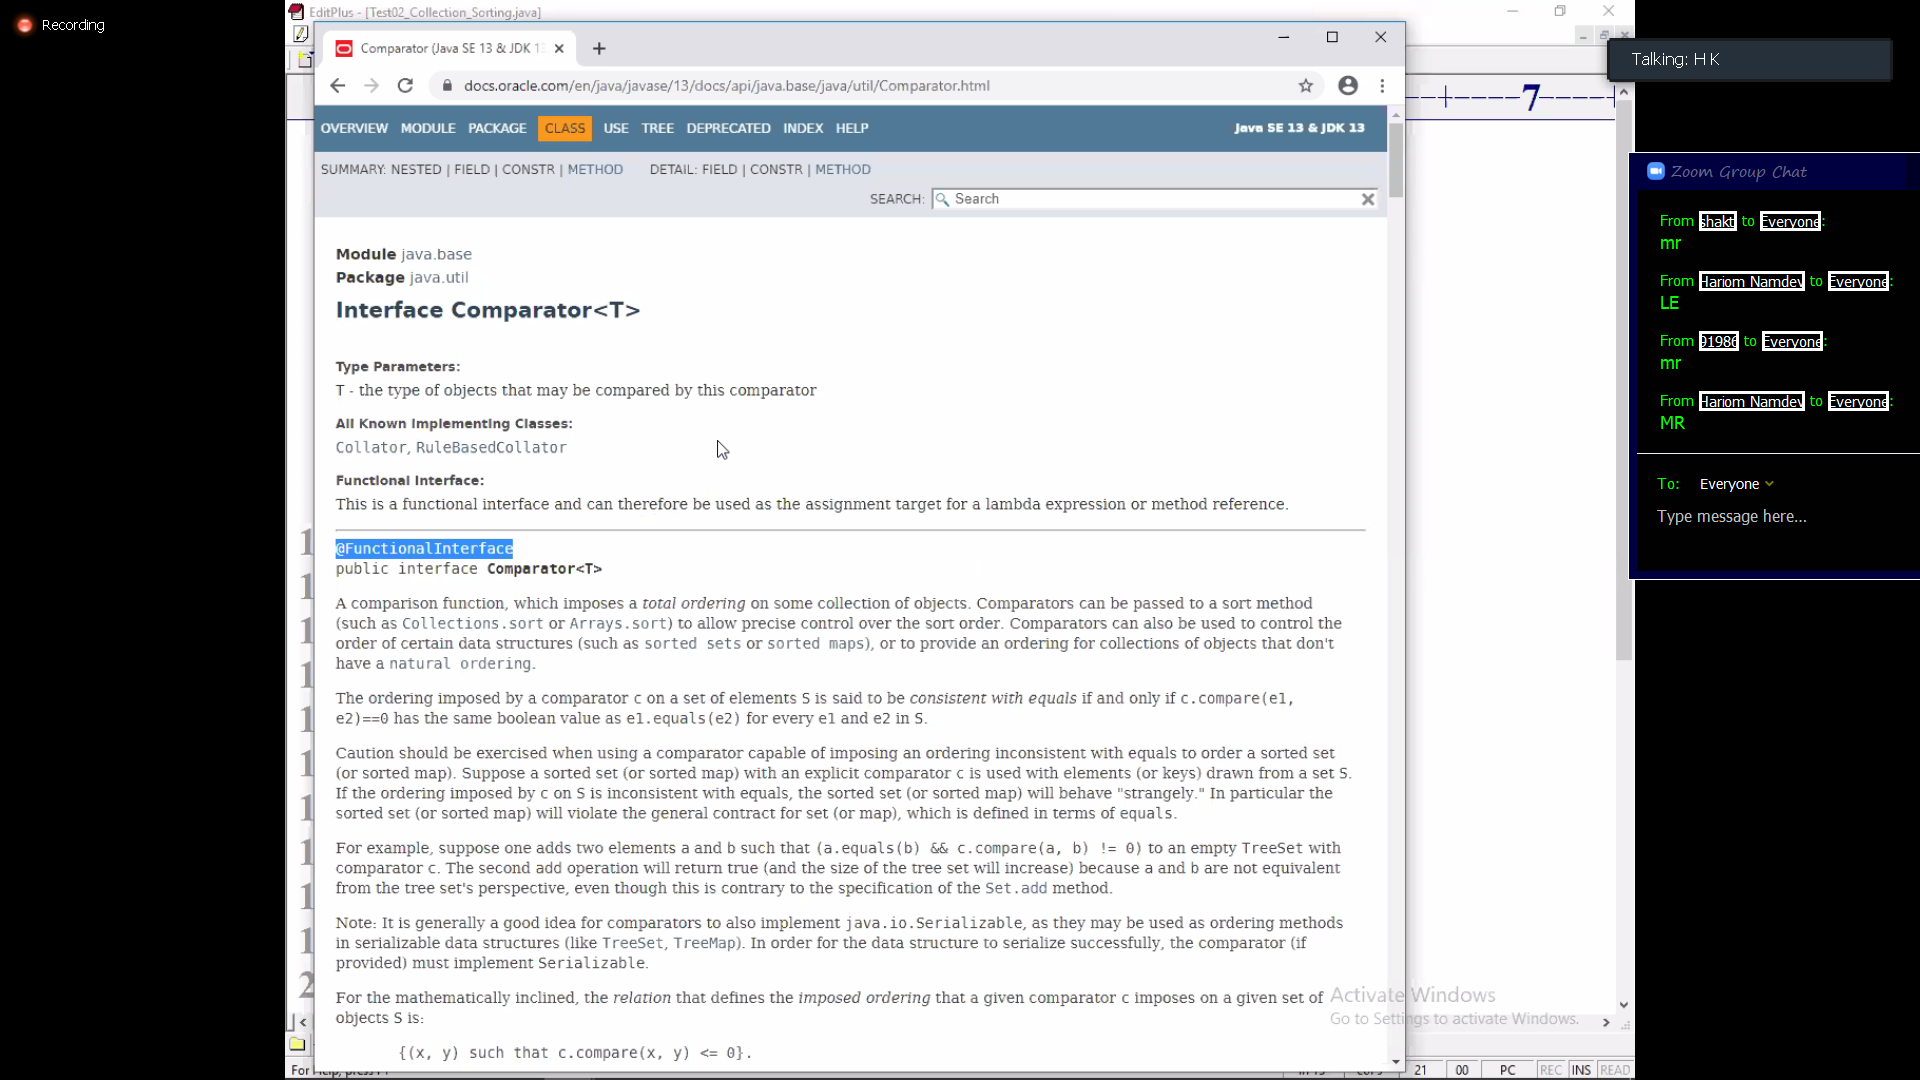 Recording
EditPlus - [Test02_Collection_Sorting.java]
Comparator (Java SE 13 & JDK 13
docs.oracle.com/en/java/javase/13/docs/api/java.base/java/util/Comparator.html
Talking: H K
7
OVERVIEW MODULE PACKAGE CLASS USE TREE DEPRECATED INDEX HELP
Java SE 13 & JDK 13
SUMMARY: NESTED | FIELD | CONSTR | METHOD DETAIL: FIELD | CONSTR | METHOD
SEARCH: Search
Module java.base
Package java.util
Interface Comparator<T>
Type Parameters:
T - the type of objects that may be compared by this comparator
All Known Implementing Classes:
Collator, RuleBasedCollator
Functional Interface:
This is a functional interface and can therefore be used as the assignment target for a lambda expression or method reference.
@FunctionalInterface
public interface Comparator<T>
A comparison function, which imposes a total ordering on some collection of objects. Comparators can be passed to a sort method
(such as Collections.sort or Arrays.sort) to allow precise control over the sort order. Comparators can also be used to control the
order of certain data structures (such as sorted sets or sorted maps), or to provide an ordering for collections of objects that don't
have a natural ordering.
The ordering imposed by a comparator c on a set of elements S is said to be consistent with equals if and only if c.compare(e1,
e2)==0 has the same boolean value as e1.equals(e2) for every e1 and e2 in S.
Caution should be exercised when using a comparator capable of imposing an ordering inconsistent with equals to order a sorted set
(or sorted map). Suppose a sorted set (or sorted map) with an explicit comparator c is used with elements (or keys) drawn from a set S.
If the ordering imposed by c on S is inconsistent with equals, the sorted set (or sorted map) will behave "strangely." In particular the
sorted set (or sorted map) will violate the general contract for set (or map), which is defined in terms of equals.
For example, suppose one adds two elements a and b such that (a.equals(b) && c.compare(a, b) != 0) to an empty TreeSet with
comparator c. The second add operation will return true (and the size of the tree set will increase) because a and b are not equivalent
from the tree set's perspective, even though this is contrary to the specification of the Set.add method.
Note: It is generally a good idea for comparators to also implement java.io.Serializable, as they may be used as ordering methods
in serializable data structures (like TreeSet, TreeMap). In order for the data structure to serialize successfully, the comparator (if
provided) must implement Serializable.
For the mathematically inclined, the relation that defines the imposed ordering that a given comparator c imposes on a given set of
objects S is:
{(x, y) such that c.compare(x, y) <= 0}.
Activate Windows
Go to Settings to activate Windows.
21 00 PC REC INS READ
Zoom Group Chat
From shakt to Everyone:
mr
From Hariom Namdev to Everyone:
LE
From 91986 to Everyone:
mr
From Hariom Namdev to Everyone:
MR
To: Everyone
Type message here...